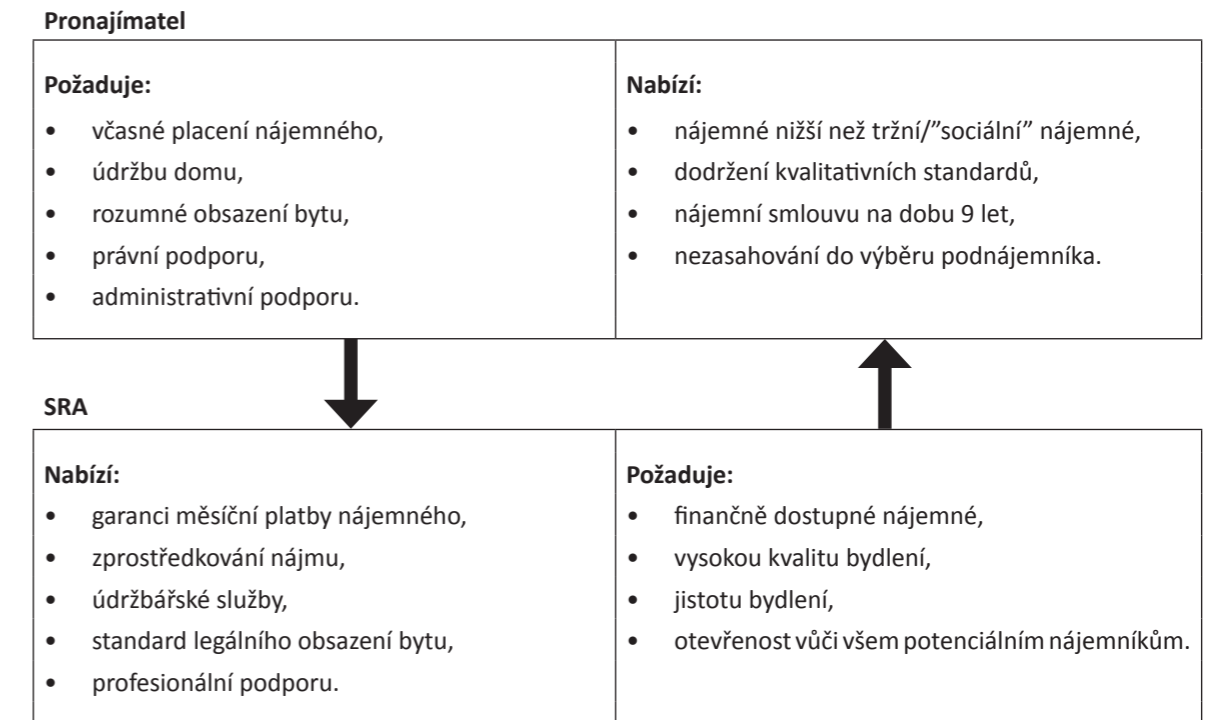 Pronajímatel
Požaduje:
• včasné placení nájemného,
• údržbu domu,
• rozumné obsazení bytu,
• právní podporu,
• administrativní podporu.
Nabízí:
• nájemné nižší než tržní/”sociální” nájemné,
• dodržení kvalitativních standardů,
• nájemní smlouvu na dobu 9 let,
• nezasahování do výběru podnájemníka.
SRA
Nabízí:
• garanci měsíční platby nájemného,
• zprostředkování nájmu,
• údržbářské služby,
• standard legálního obsazení bytu,
• profesionální podporu.
Požaduje:
• finančně dostupné nájemné,
• vysokou kvalitu bydlení,
• jistotu bydlení,
• otevřenost vůči všem potenciálním nájemníkům.